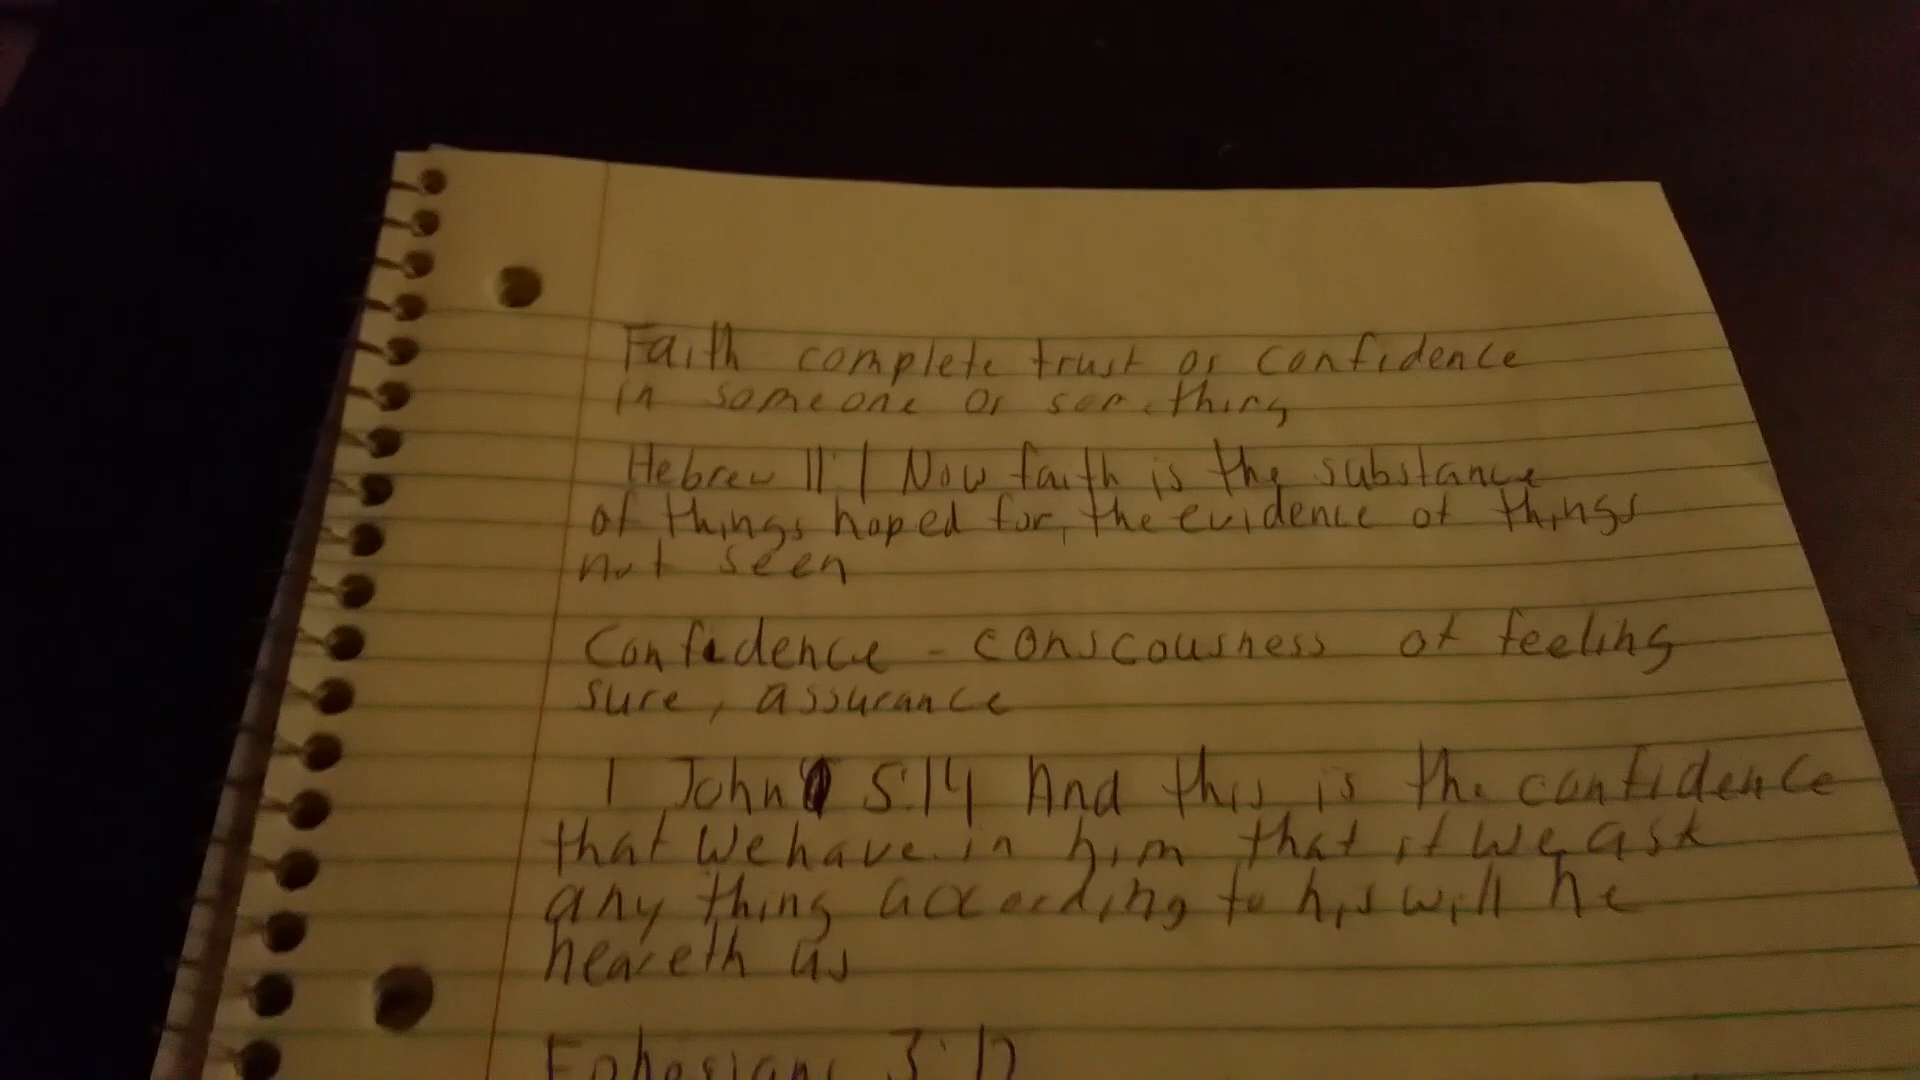 Faith - complete trust or confidence
in someone or something
Hebrew 11:1 Now faith is the substance
of things hoped for, the evidence of things
not seen
Confidence - conscousness of feeling
sure, assurance
1 John 5:14 And this is the confidence
that we have in him that if we ask
any thing according to his will he
heareth us
Ephesians 3:12